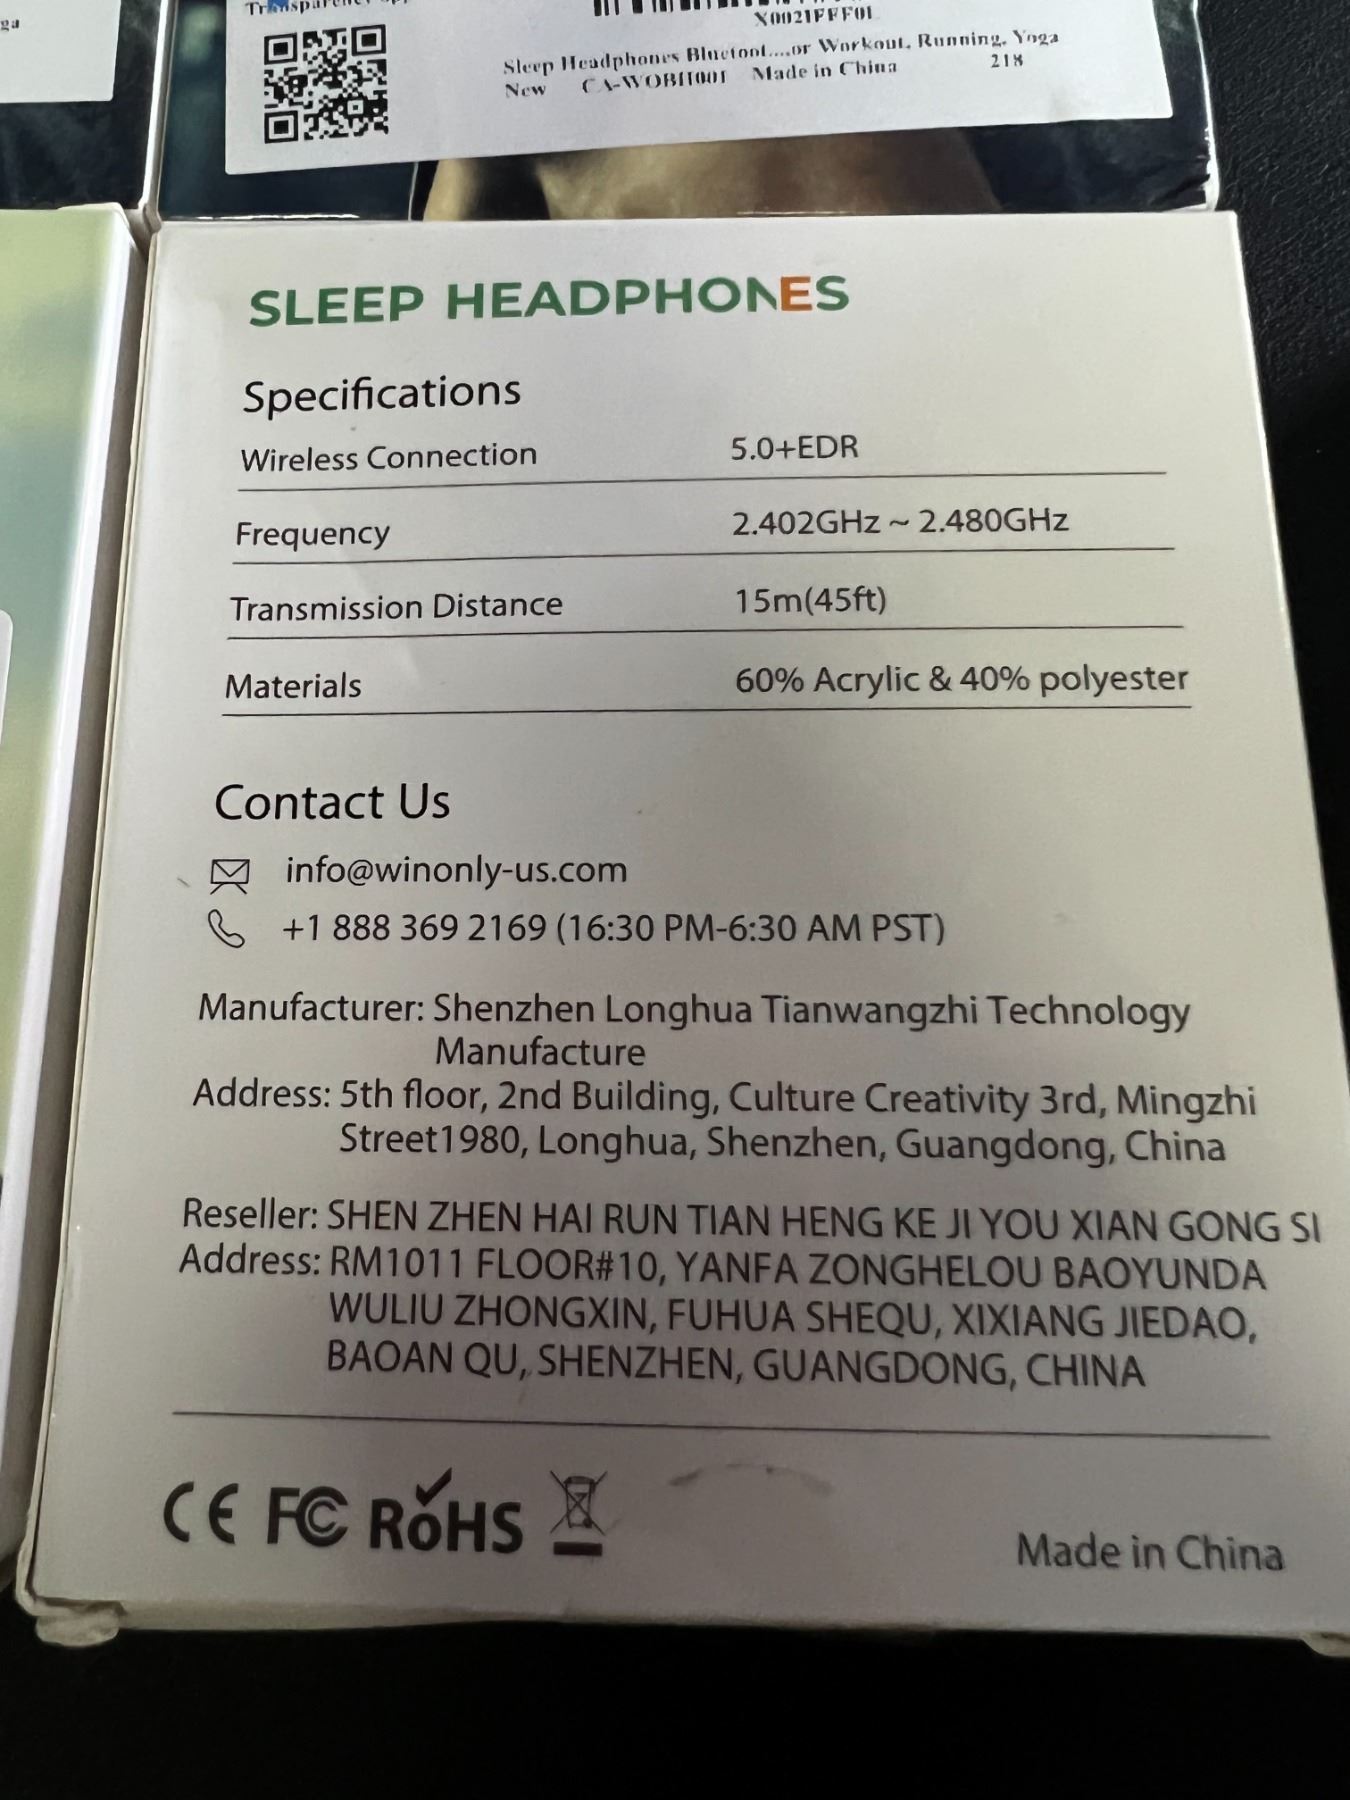 ga
Transparency
X0021FFF01
Sleep Headphones Bluetoot....or Workout, Running, Yoga
New CA-WOBH001 Made in China 218
SLEEP HEADPHONES
Specifications
Wireless Connection 5.0+EDR
Frequency 2.402GHz ~ 2.480GHz
Transmission Distance 15m(45ft)
Materials 60% Acrylic & 40% polyester
Contact Us
info@winonly-us.com
+1 888 369 2169 (16:30 PM-6:30 AM PST)
Manufacturer: Shenzhen Longhua Tianwangzhi Technology
Manufacture
Address: 5th floor, 2nd Building, Culture Creativity 3rd, Mingzhi
Street1980, Longhua, Shenzhen, Guangdong, China
Reseller: SHEN ZHEN HAI RUN TIAN HENG KE JI YOU XIAN GONG SI
Address: RM1011 FLOOR#10, YANFA ZONGHELOU BAOYUNDA
WULIU ZHONGXIN, FUHUA SHEQU, XIXIANG JIEDAO,
BAOAN QU, SHENZHEN, GUANGDONG, CHINA
CE FC RoHS
Made in China